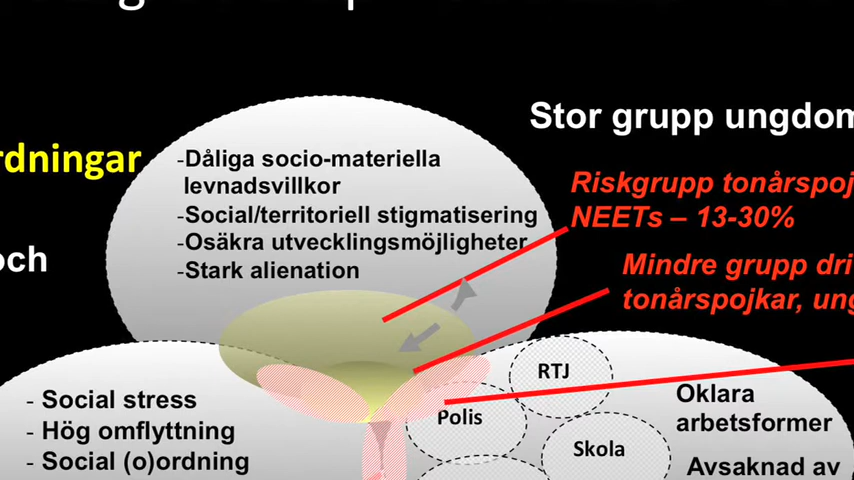 Stor grupp ungdom
rdningar
-Dåliga socio-materiella
levnadsvillkor
-Social/territoriell stigmatisering
-Osäkra utvecklingsmöjligheter
-Stark alienation
Riskgrupp tonårspoj
NEETs – 13-30%
och
Mindre grupp dri
tonårspojkar, ung
RTJ
Polis
Skola
Oklara
arbetsformer
Avsaknad av
- Social stress
- Hög omflyttning
- Social (o)ordning